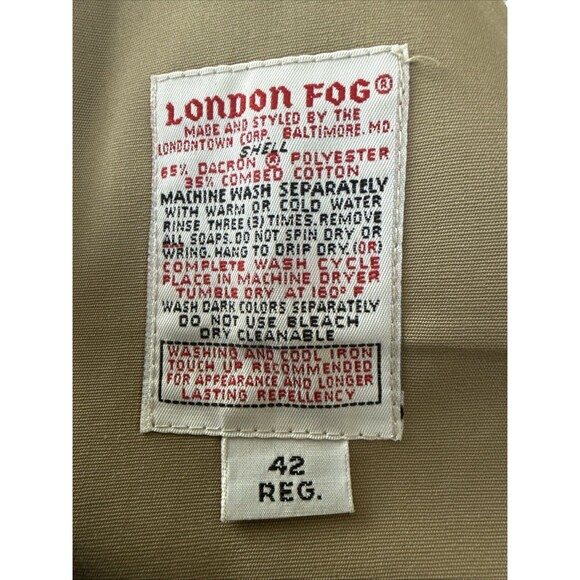 LONDON FOG®
MADE AND STYLED BY THE
LONDONTOWN CORP. BALTIMORE, MD.
SHELL
65% DACRON® POLYESTER
35% COMBED COTTON
MACHINE WASH SEPARATELY
WITH WARM OR COLD WATER
RINSE THREE (3) TIMES. REMOVE
ALL SOAPS. DO NOT SPIN DRY OR
WRING. HANG TO DRIP DRY. (OR)
COMPLETE WASH CYCLE
PLACE IN MACHINE DRYER
TUMBLE DRY AT 160° F
WASH DARK COLORS SEPARATELY
DO NOT USE BLEACH
DRY CLEANABLE
WASHING AND COOL IRON
TOUCH UP RECOMMENDED
FOR APPEARANCE AND LONGER
LASTING REPELLENCY
42
REG.